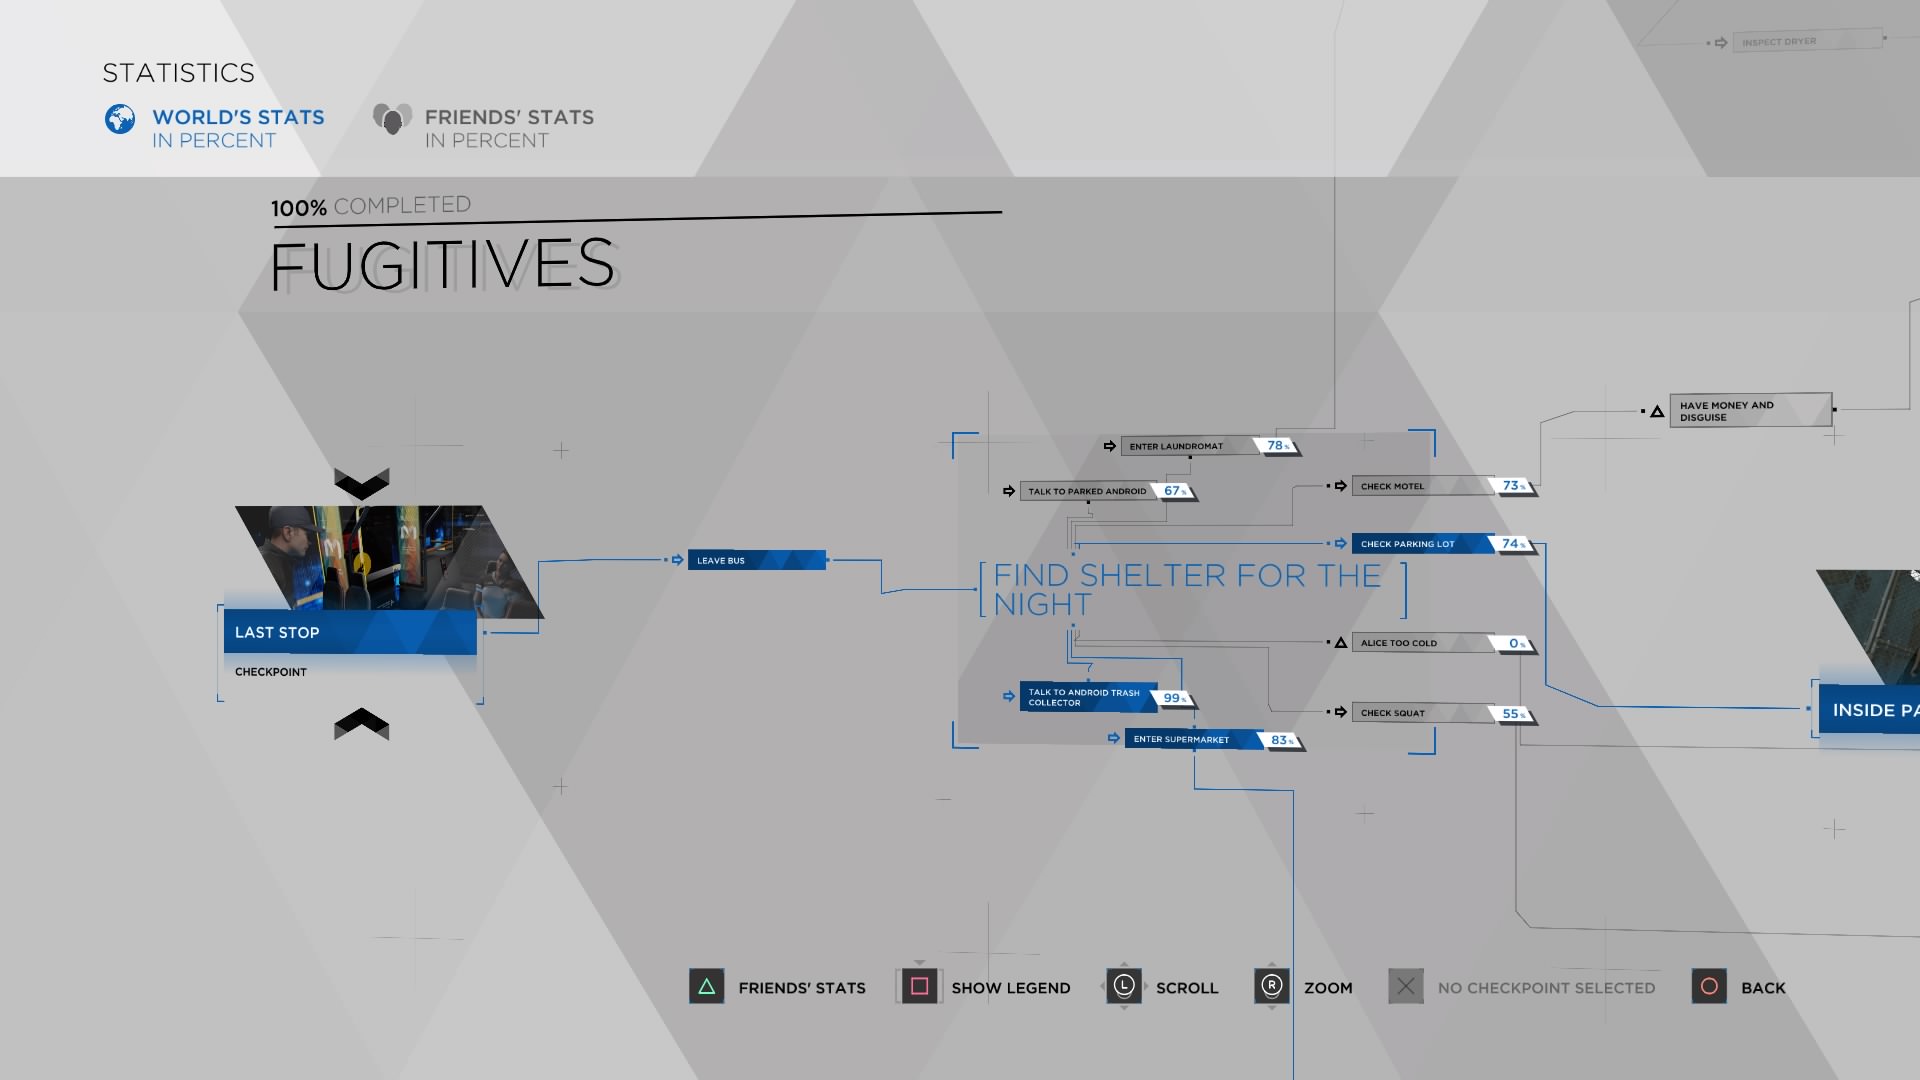 STATISTICS
WORLD'S STATS
IN PERCENT
FRIENDS' STATS
IN PERCENT
INSPECT DRYER
100% COMPLETED
FUGITIVES
HAVE MONEY AND
DISGUISE
ENTER LAUNDROMAT 78%
TALK TO PARKED ANDROID 67%
CHECK MOTEL 73%
CHECK PARKING LOT 74%
LEAVE BUS
FIND SHELTER FOR THE
NIGHT
LAST STOP
CHECKPOINT
ALICE TOO COLD 0%
TALK TO ANDROID TRASH
COLLECTOR 99%
CHECK SQUAT 55%
INSIDE PA
ENTER SUPERMARKET 83%
FRIENDS' STATS
SHOW LEGEND
L SCROLL
R ZOOM
NO CHECKPOINT SELECTED
BACK